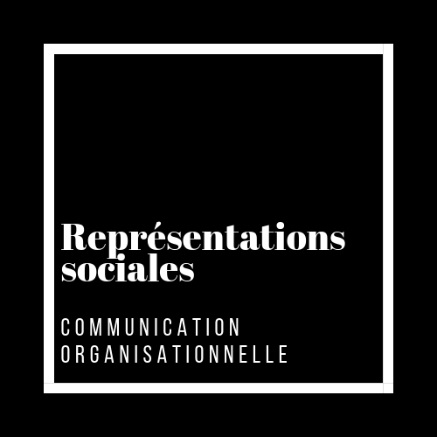 Représentations
sociales
COMMUNICATION
ORGANISATIONNELLE